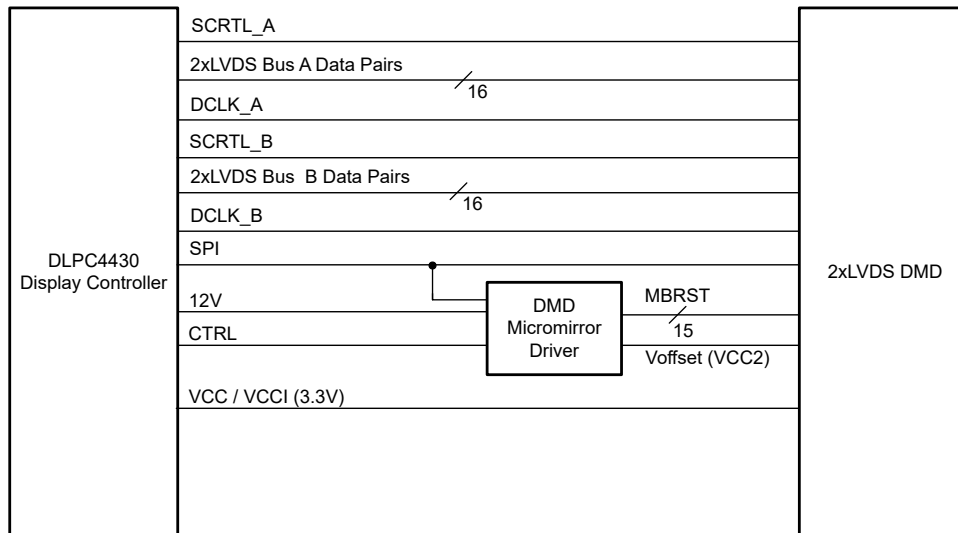 SCRTL_A
2xLVDS Bus A Data Pairs
16
DCLK_A
SCRTL_B
2xLVDS Bus B Data Pairs
16
DCLK_B
SPI
DLPC4430
Display Controller
12V
CTRL
VCC / VCCI (3.3V)
DMD
Micromirror
Driver
MBRST
15
Voffset (VCC2)
2xLVDS DMD